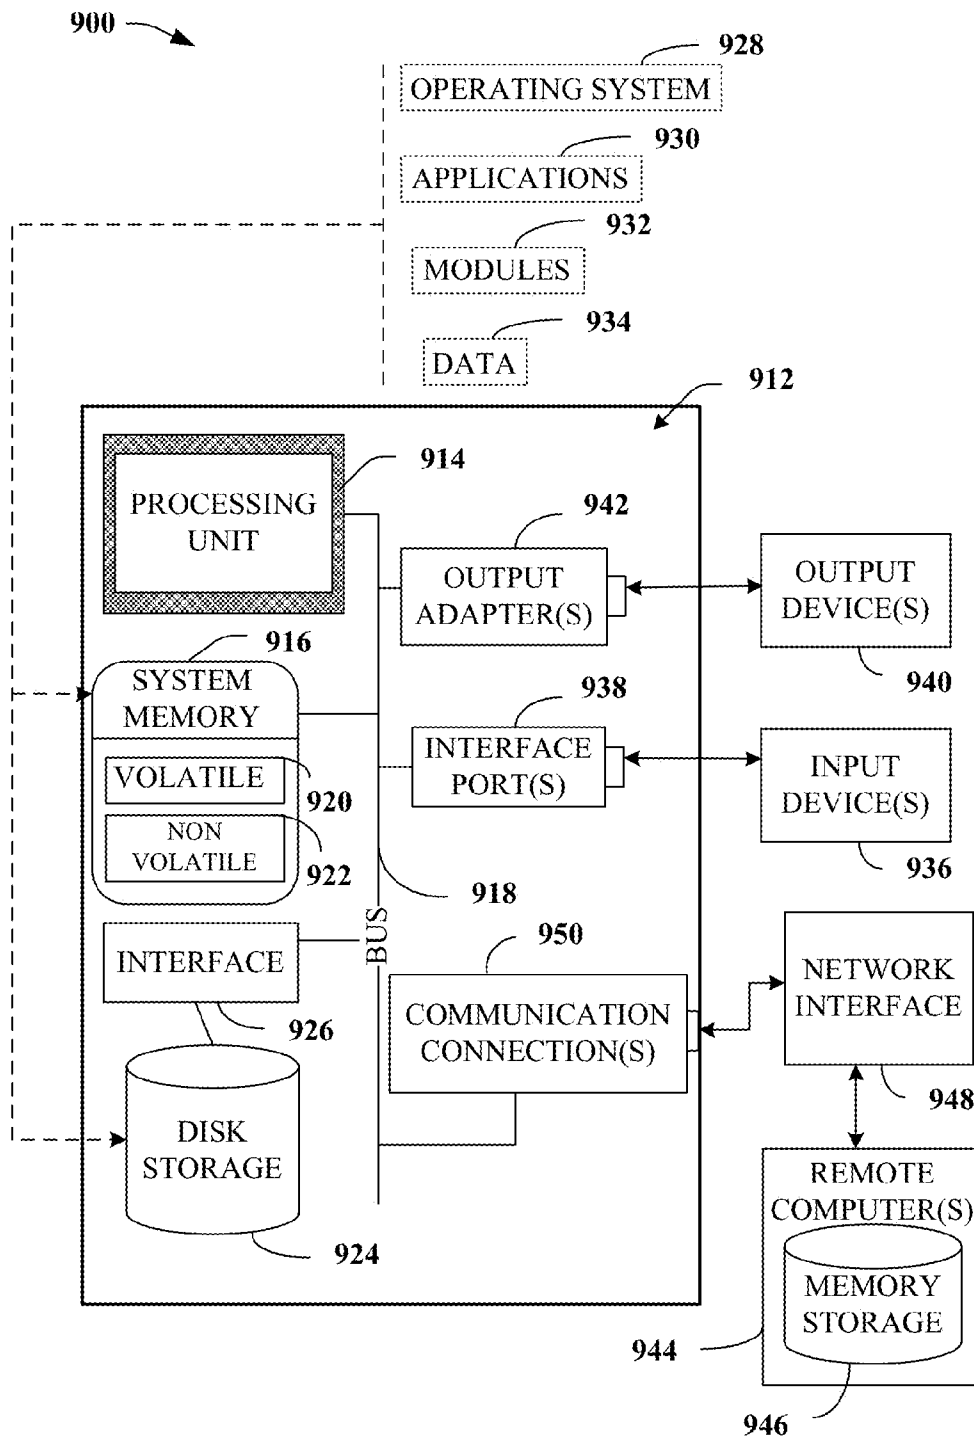 900
928
OPERATING SYSTEM
930
APPLICATIONS
932
MODULES
934
DATA
912
914
PROCESSING
UNIT
942
OUTPUT
ADAPTER(S)
OUTPUT
DEVICE(S)
940
916
SYSTEM
MEMORY
VOLATILE
920
NON
VOLATILE
922
938
INTERFACE
PORT(S)
INPUT
DEVICE(S)
936
918
BUS
INTERFACE
926
950
COMMUNICATION
CONNECTION(S)
NETWORK
INTERFACE
948
DISK
STORAGE
924
REMOTE
COMPUTER(S)
MEMORY
STORAGE
944
946